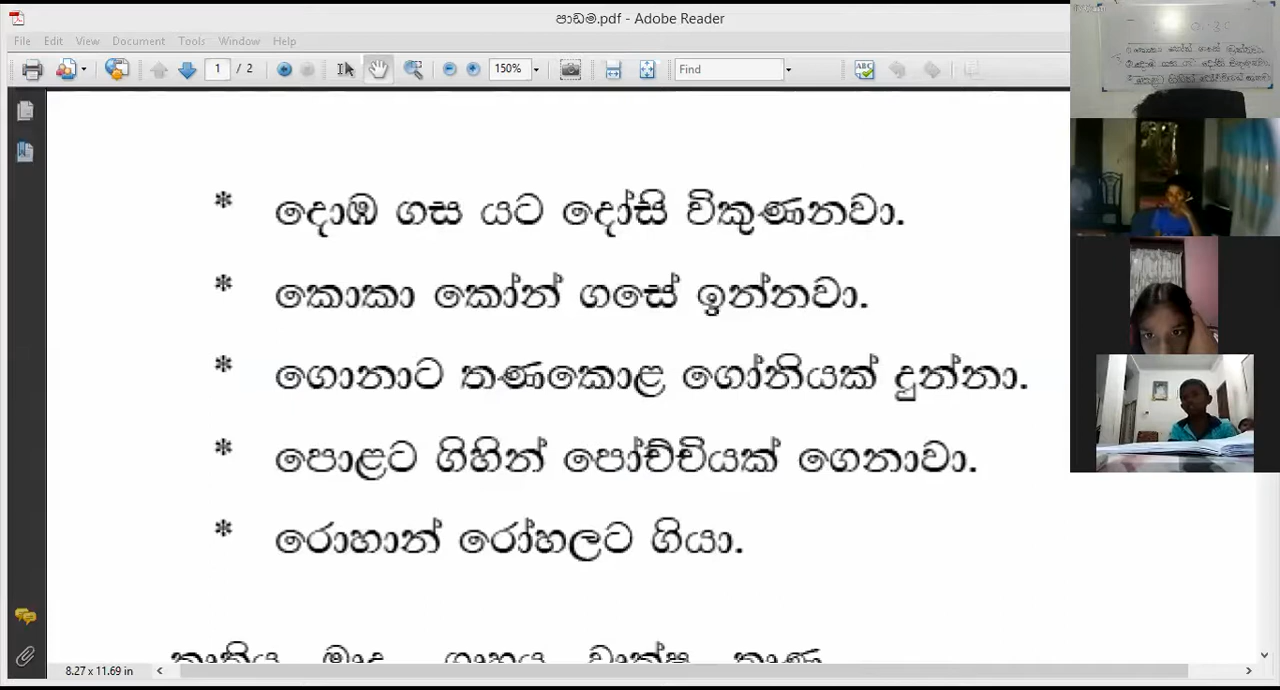 පාඩම.pdf - Adobe Reader
File Edit View Document Tools Window Help
1 / 2 150% Find
* දොඹ ගස යට දෝසි විකුණනවා.
* කොකා කෝන් ගසේ ඉන්නවා.
* ගොනාට තණකොළ ගෝනියක් දුන්නා.
* පොළට ගිහින් පෝච්චියක් ගෙනාවා.
* රොහාන් රෝහලට ගියා.
8.27 x 11.69 in